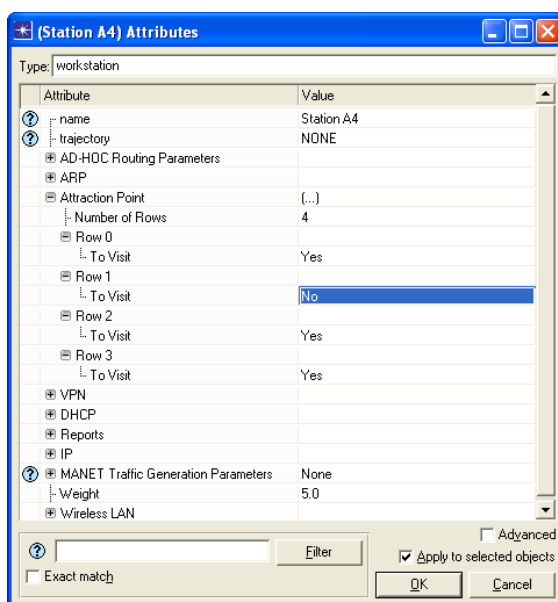 (Station A4) Attributes
Type: workstation
Attribute Value
name Station A4
trajectory NONE
AD-HOC Routing Parameters
ARP
Attraction Point (...)
Number of Rows 4
Row 0
To Visit Yes
Row 1
To Visit No
Row 2
To Visit Yes
Row 3
To Visit Yes
VPN
DHCP
Reports
IP
MANET Traffic Generation Parameters None
Weight 5.0
Wireless LAN
Advanced
Filter Apply to selected objects
Exact match
OK Cancel